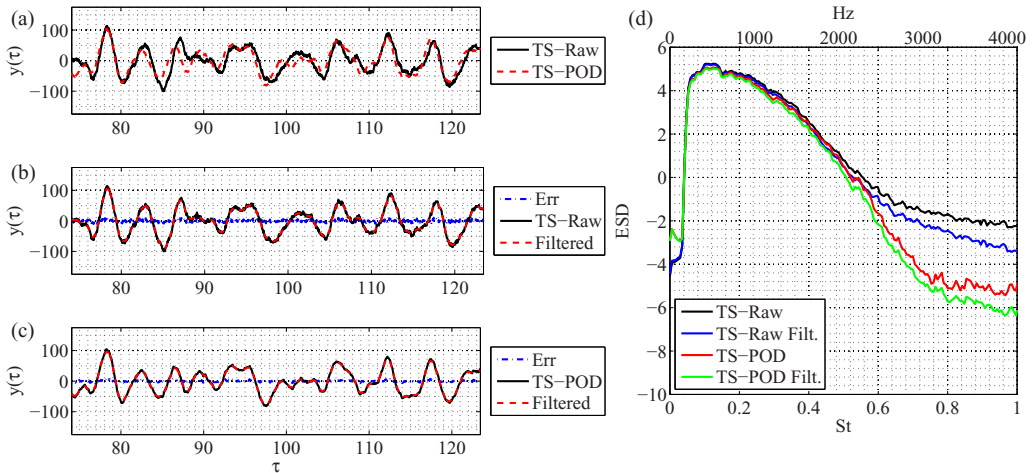 (a)
y(τ)
100
0
−100
80
90
100
110
120
TS−Raw
TS−POD
(b)
y(τ)
100
0
−100
80
90
100
110
120
Err
TS−Raw
Filtered
(c)
y(τ)
100
0
−100
80
90
100
110
120
τ
Err
TS−POD
Filtered
(d)
Hz
0
1000
2000
3000
4000
ESD
6
4
2
0
−2
−4
−6
−8
−10
TS−Raw
TS−Raw Filt.
TS−POD
TS−POD Filt.
0
0.2
0.4
0.6
0.8
1
St